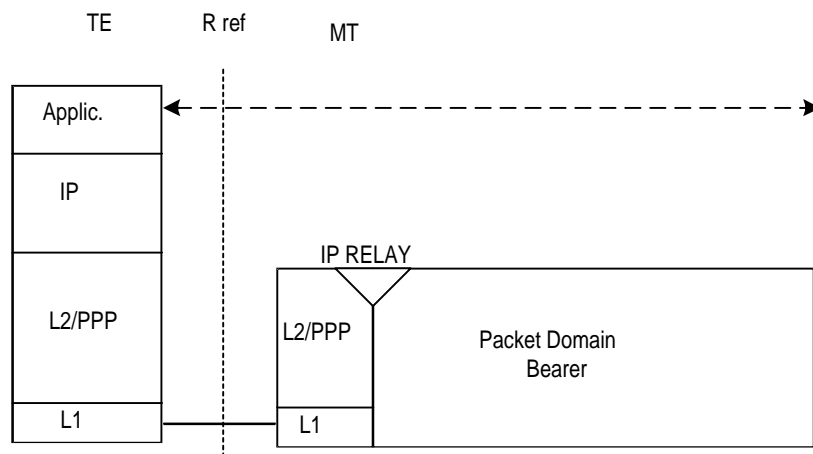 TE
R ref
MT
Applic.
IP
IP RELAY
L2/PPP
L2/PPP
Packet Domain
Bearer
L1
L1